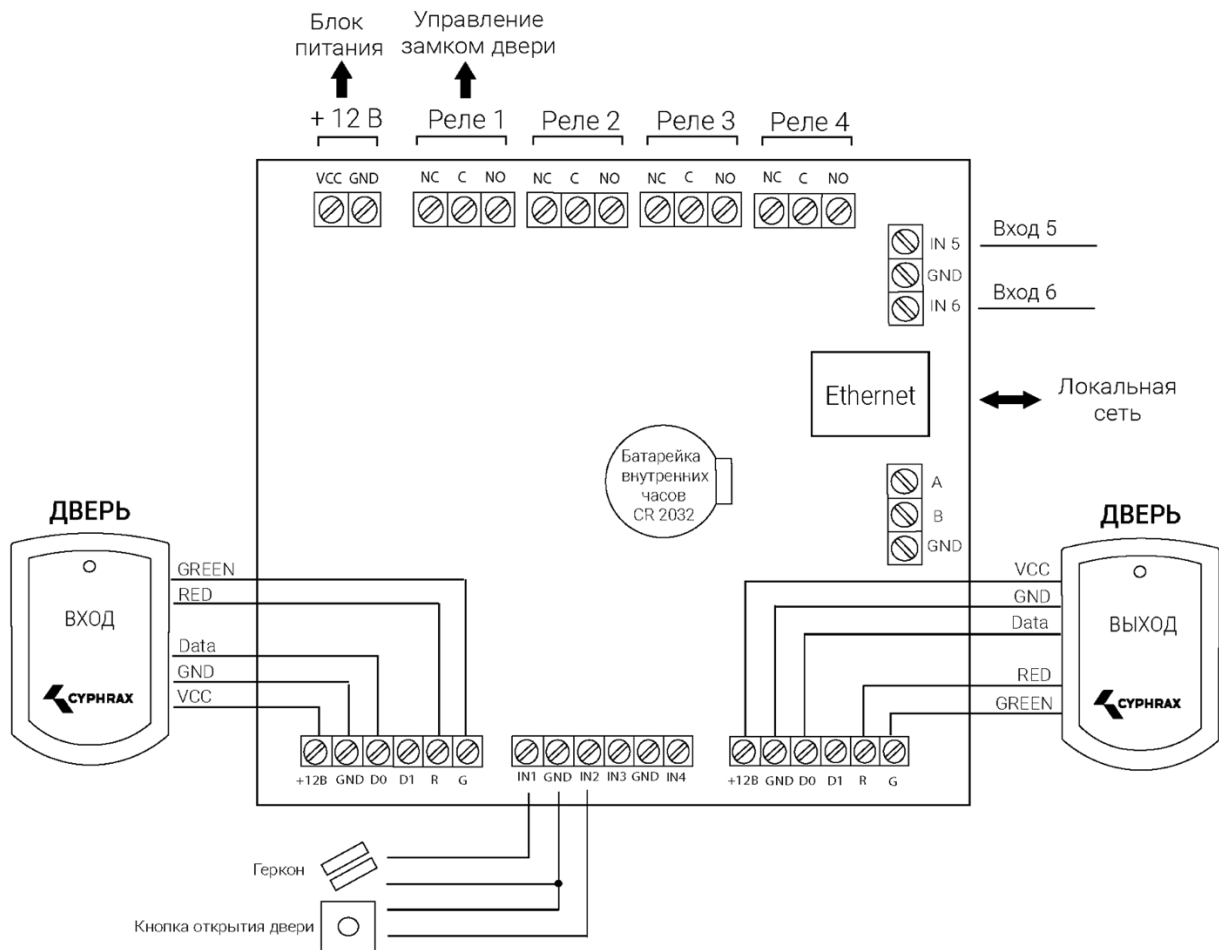 Блок
питания
Управление
замком двери
+ 12 В
Реле 1
Реле 2
Реле 3
Реле 4
VCC GND
NC C NO
NC C NO
NC C NO
NC C NO
IN 5
GND
IN 6
Вход 5
Вход 6
Ethernet
Локальная
сеть
Батарейка
внутренних
часов
CR 2032
A
B
GND
ДВЕРЬ
ВХОД
CYPHRAX
GREEN
RED
Data
GND
VCC
ДВЕРЬ
ВЫХОД
CYPHRAX
VCC
GND
Data
RED
GREEN
+12В GND D0 D1 R G
IN1 GND IN2 IN3 GND IN4
+12В GND D0 D1 R G
Геркон
Кнопка открытия двери